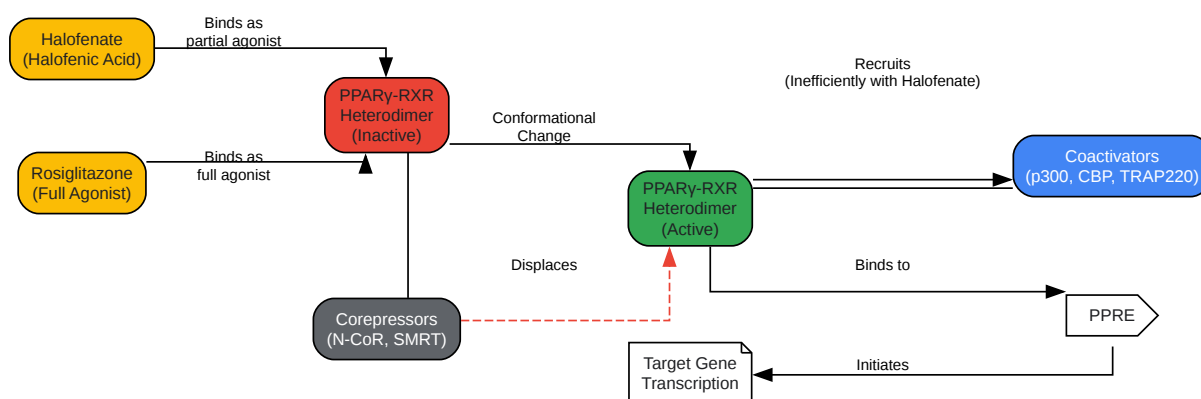 Halofenate
(Halofenic Acid)
Binds as
partial agonist
PPARγ-RXR
Heterodimer
(Inactive)
Rosiglitazone
(Full Agonist)
Binds as
full agonist
Conformational
Change
Recruits
(Inefficiently with Halofenate)
Coactivators
(p300, CBP, TRAP220)
PPARγ-RXR
Heterodimer
(Active)
Displaces
Binds to
Corepressors
(N-CoR, SMRT)
PPRE
Initiates
Target Gene
Transcription